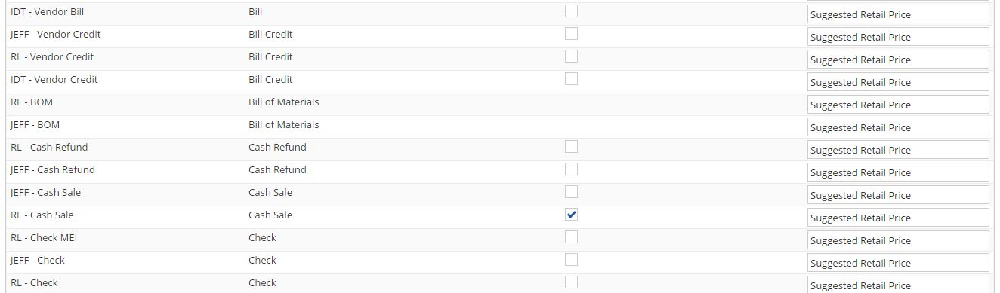 IDT - Vendor Bill Bill Suggested Retail Price
JEFF - Vendor Credit Bill Credit Suggested Retail Price
RL - Vendor Credit Bill Credit Suggested Retail Price
IDT - Vendor Credit Bill Credit Suggested Retail Price
RL - BOM Bill of Materials Suggested Retail Price
JEFF - BOM Bill of Materials Suggested Retail Price
RL - Cash Refund Cash Refund Suggested Retail Price
JEFF - Cash Refund Cash Refund Suggested Retail Price
JEFF - Cash Sale Cash Sale Suggested Retail Price
RL - Cash Sale Cash Sale Suggested Retail Price
RL - Check MEI Check Suggested Retail Price
JEFF - Check Check Suggested Retail Price
RL - Check Check Suggested Retail Price